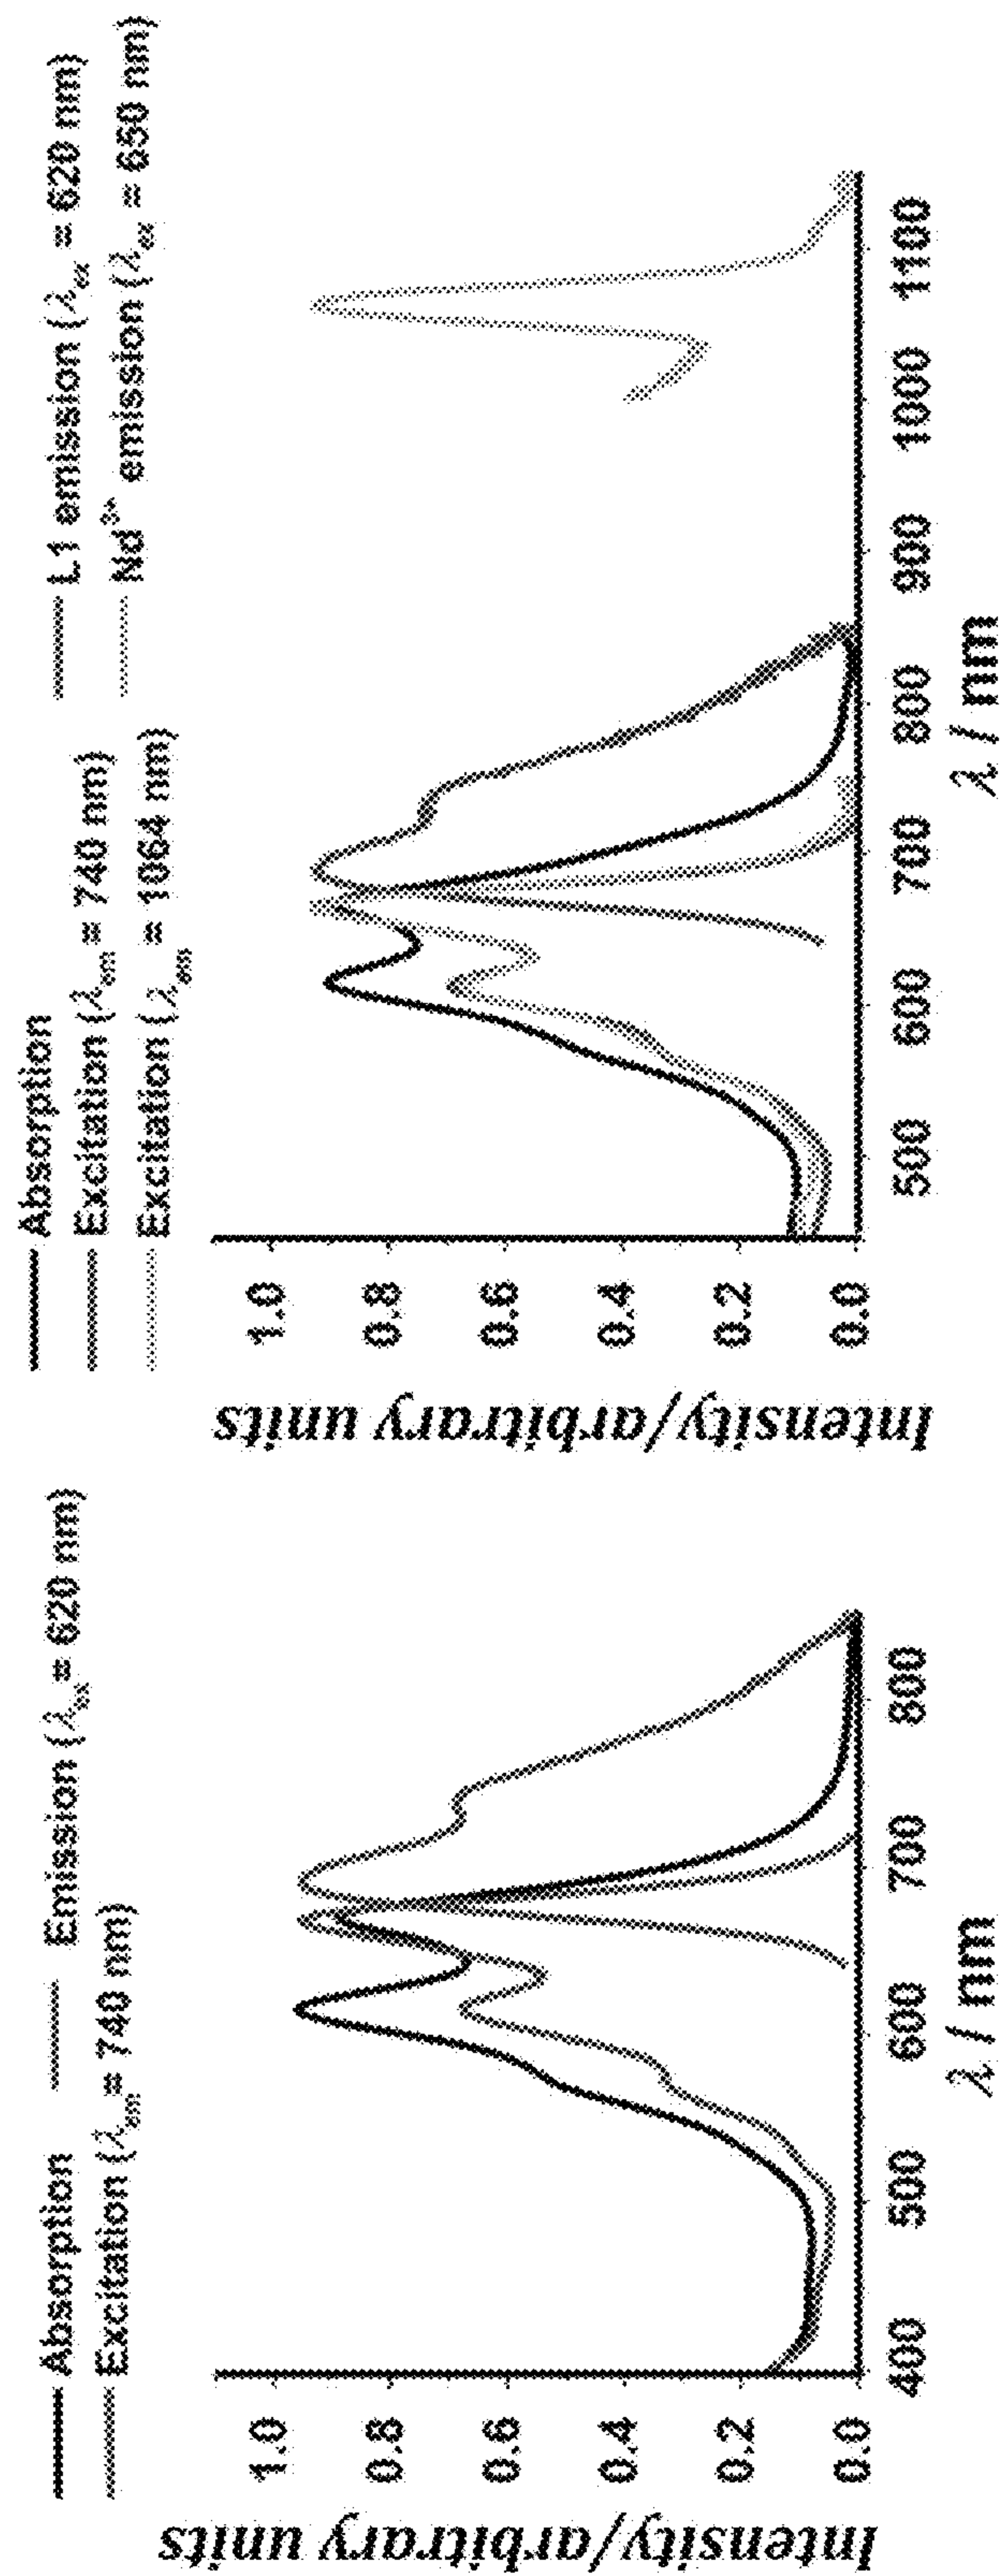 Absorption
Emission (λex = 620 nm)
Excitation (λem = 740 nm)
Intensity/arbitrary units
1.0
0.8
0.6
0.4
0.2
0.0
400
500
600
700
800
λ / nm
Absorption
L1 emission (λex = 620 nm)
Excitation (λem = 740 nm)
Nd3+ emission (λex = 650 nm)
Excitation (λem = 1064 nm)
Intensity/arbitrary units
1.0
0.8
0.6
0.4
0.2
0.0
500
600
700
800
900
1000
1100
λ / nm